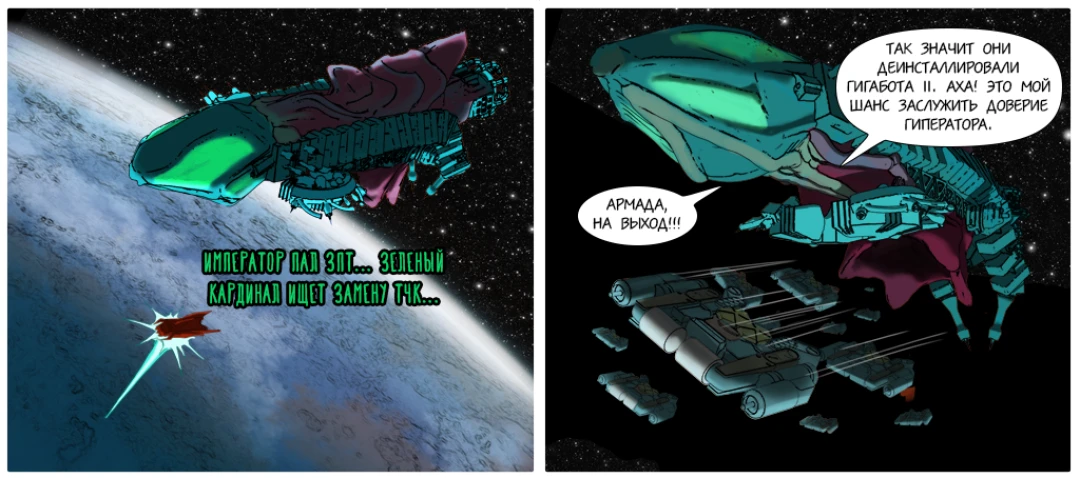 ИМПЕРАТОР ПАЛ ЗПТ... ЗЕЛЕНЫЙ
КАРДИНАЛ ИЩЕТ ЗАМЕНУ ТЧК...
ТАК ЗНАЧИТ ОНИ
ДЕИНСТАЛЛИРОВАЛИ
ГИГАБОТА II. АХА! ЭТО МОЙ
ШАНС ЗАСЛУЖИТЬ ДОВЕРИЕ
ГИПЕРАТОРА.
АРМАДА,
НА ВЫХОД!!!